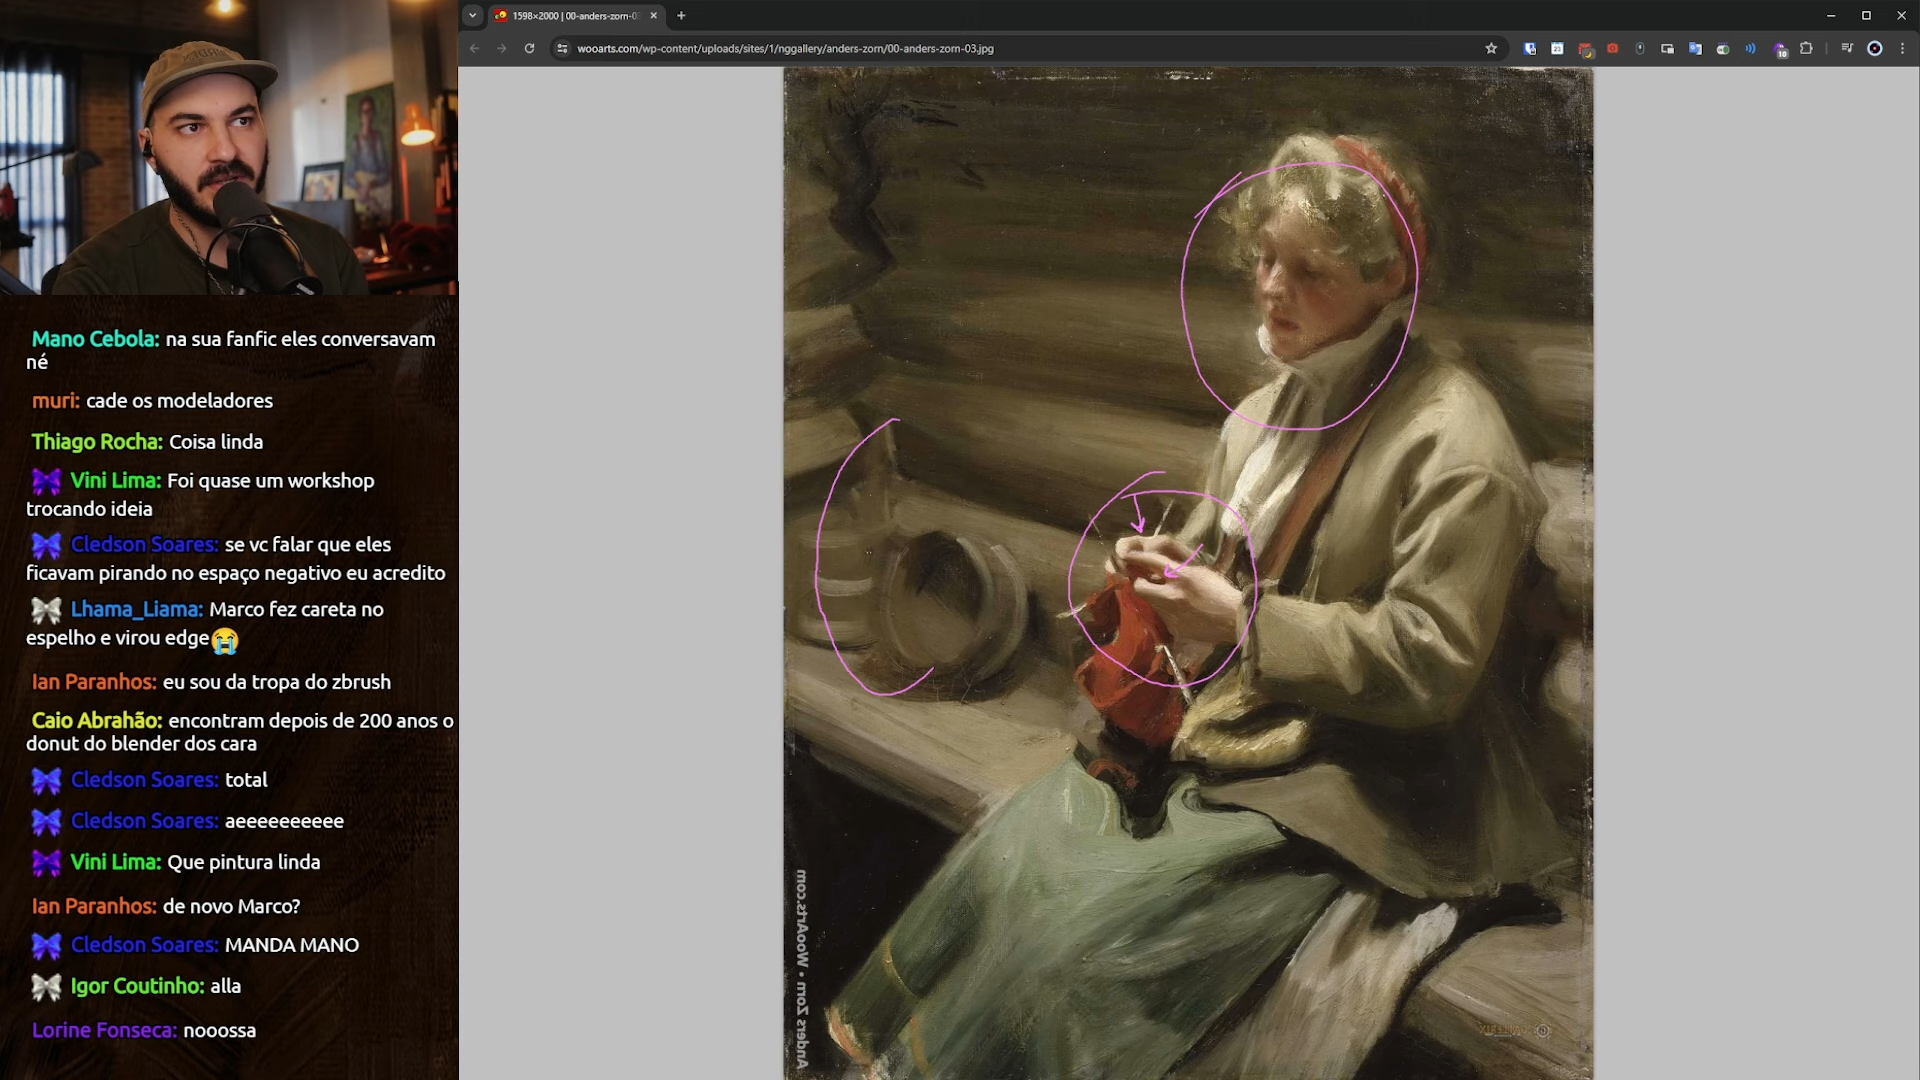 1598×2000 | 00-anders-zorn-03
wooarts.com/wp-content/uploads/sites/1/nggallery/anders-zorn/00-anders-zorn-03.jpg
23
10
Mano Cebola: na sua fanfic eles conversavam
né
muri: cade os modeladores
Thiago Rocha: Coisa linda
Vini Lima: Foi quase um workshop
trocando ideia
Cledson Soares: se vc falar que eles
ficavam pirando no espaço negativo eu acredito
Lhama_Liama: Marco fez careta no
espelho e virou edge😭
Ian Paranhos: eu sou da tropa do zbrush
Caio Abrahão: encontram depois de 200 anos o
donut do blender dos cara
Cledson Soares: total
Cledson Soares: aeeeeeeeeee
Vini Lima: Que pintura linda
Ian Paranhos: de novo Marco?
Cledson Soares: MANDA MANO
Igor Coutinho: alla
Lorine Fonseca: nooossa
Anders Zorn • WooArts.com